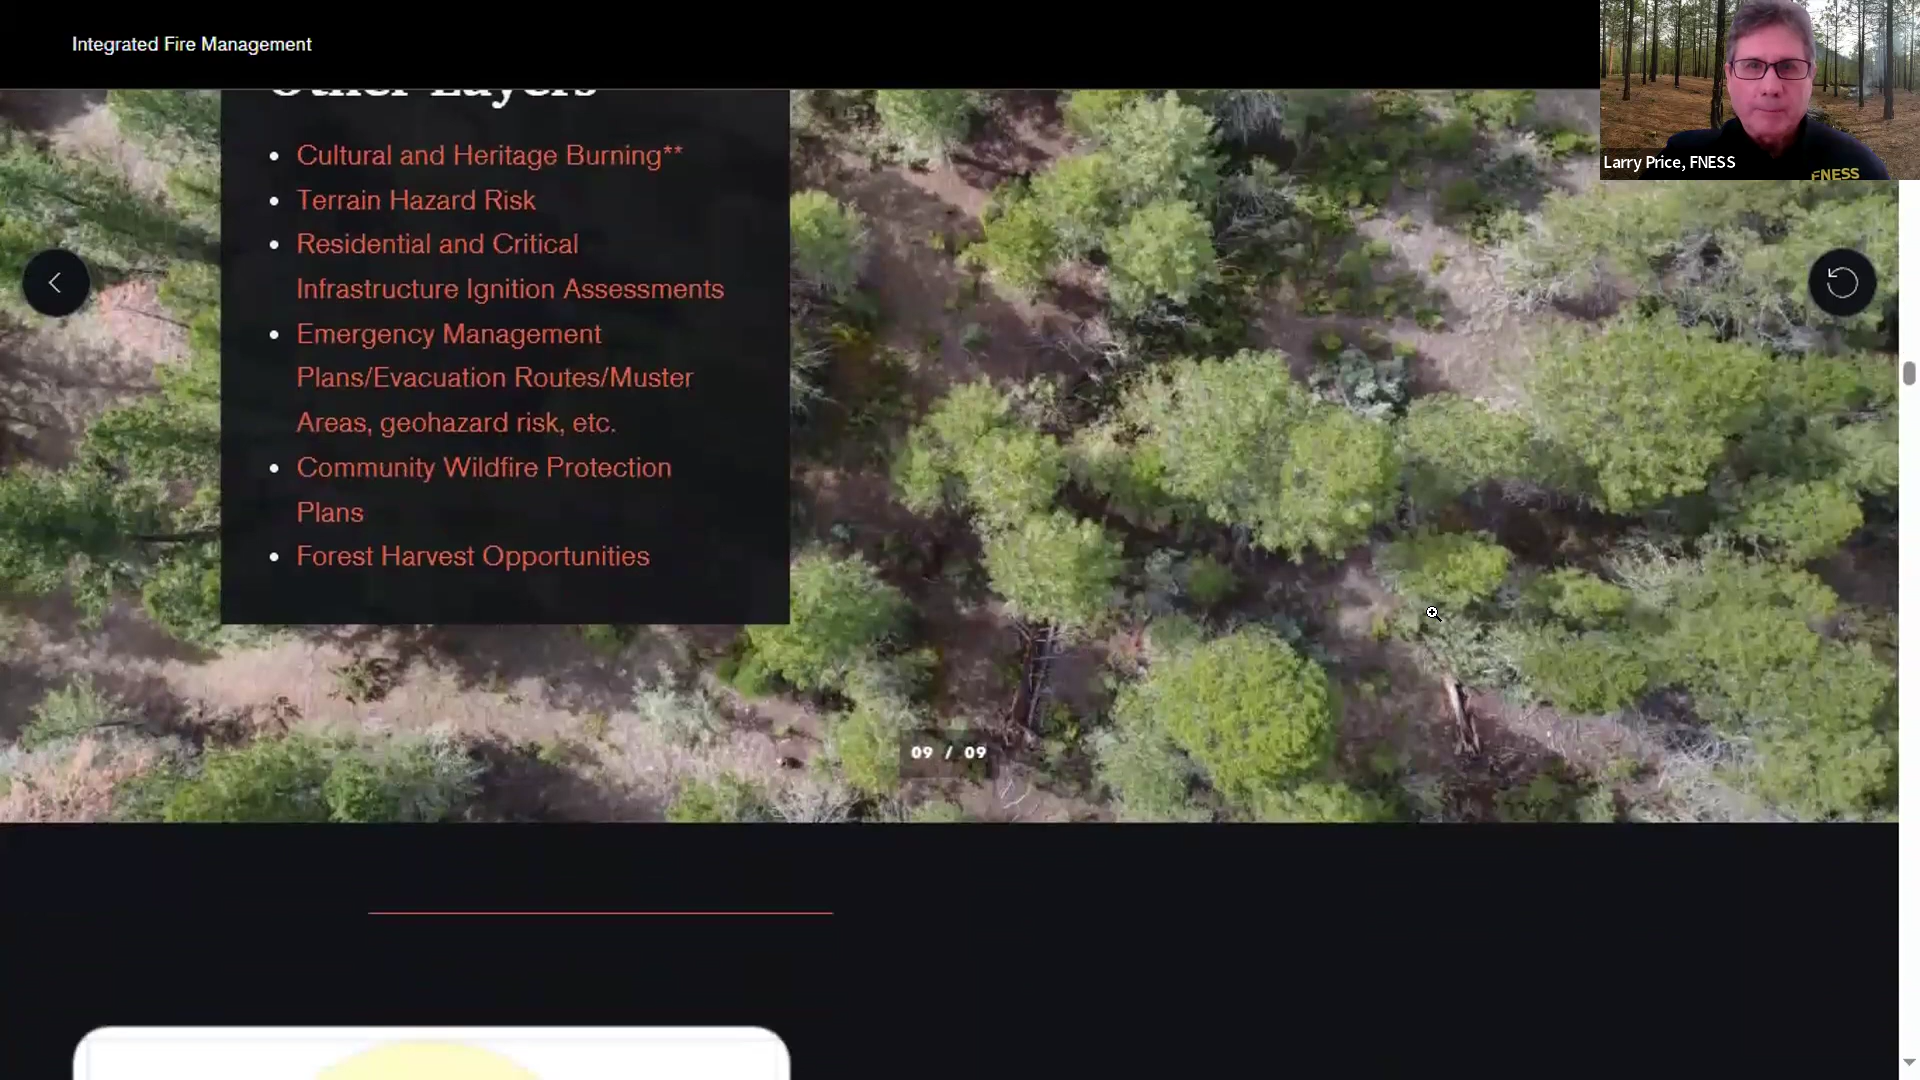 Integrated Fire Management
Other Layers
Cultural and Heritage Burning**
Terrain Hazard Risk
Residential and Critical
Infrastructure Ignition Assessments
Emergency Management
Plans/Evacuation Routes/Muster
Areas, geohazard risk, etc.
Community Wildfire Protection
Plans
Forest Harvest Opportunities
09 / 09
FNESS
Larry Price, FNESS